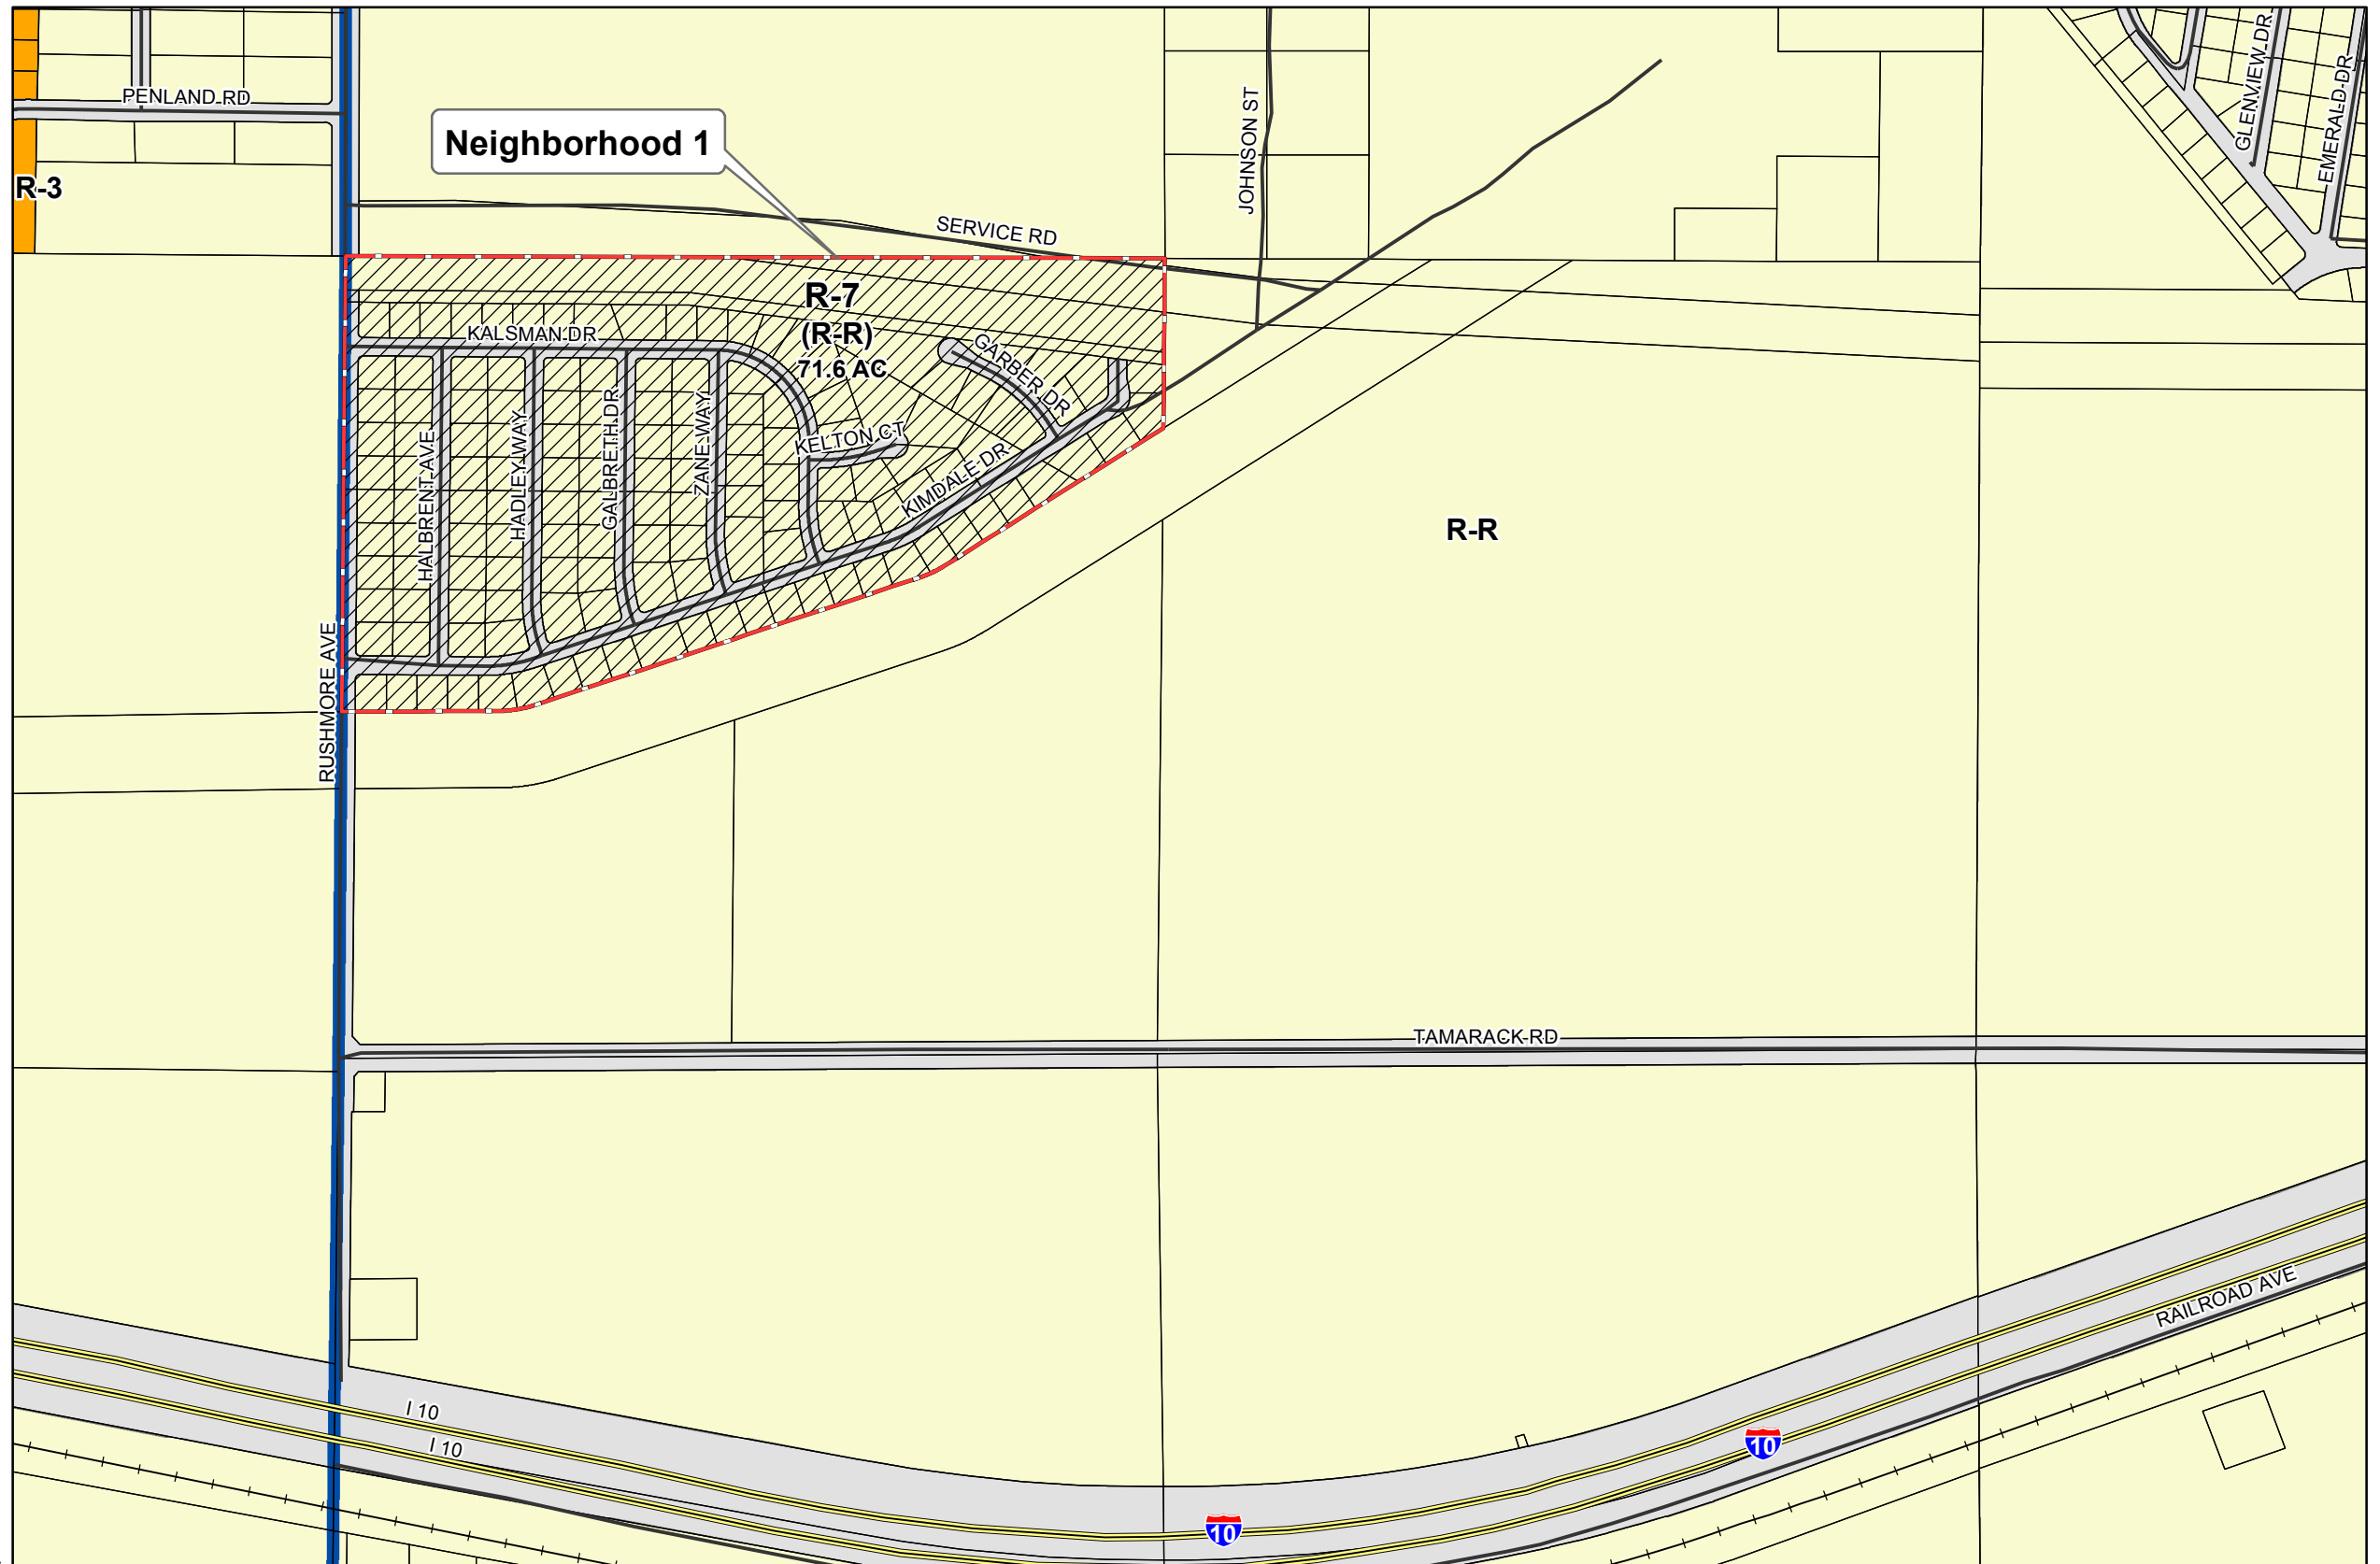 GLENVIEW DR
EMERALD DR
PENLAND RD
JOHNSON ST
Neighborhood 1
R-3
SERVICE RD
R-7
(R-R)
71.6 AC
KALSMAN DR
GARBER DR
KELTON CT
ZANE WAY
GALBRETH DR
HADLEY WAY
HALBRENT AVE
KIMDALE DR
R-R
RUSHMORE AVE
TAMARACK RD
RAILROAD AVE
I 10
I 10
10
10